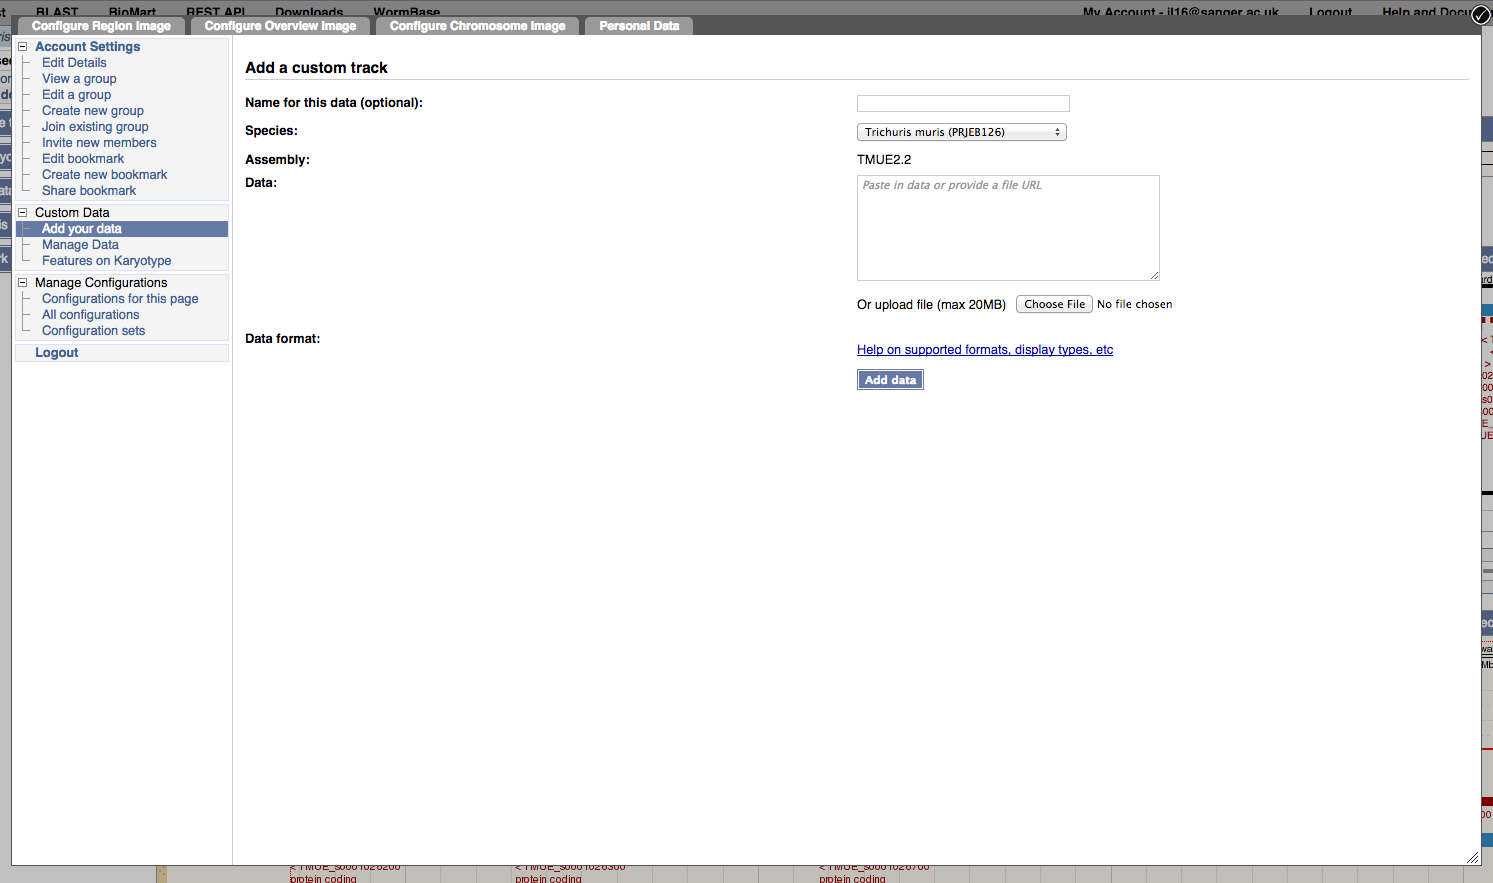 BLAST BioMart REST API Downloads WormBase My Account - jl16@sanger.ac.uk Logout Help and Docu
Configure Region Image Configure Overview Image Configure Chromosome Image Personal Data
Account Settings
Edit Details
View a group
Edit a group
Create new group
Join existing group
Invite new members
Edit bookmark
Create new bookmark
Share bookmark
Custom Data
Add your data
Manage Data
Features on Karyotype
Manage Configurations
Configurations for this page
All configurations
Configuration sets
Logout
Add a custom track
Name for this data (optional):
Species: Trichuris muris (PRJEB126)
Assembly: TMUE2.2
Data: Paste in data or provide a file URL
Or upload file (max 20MB) Choose File No file chosen
Data format:
Help on supported formats, display types, etc
Add data
< TMUE_s0001026200 < TMUE_s0001026300 < TMUE_s0001026700
protein coding protein coding protein coding